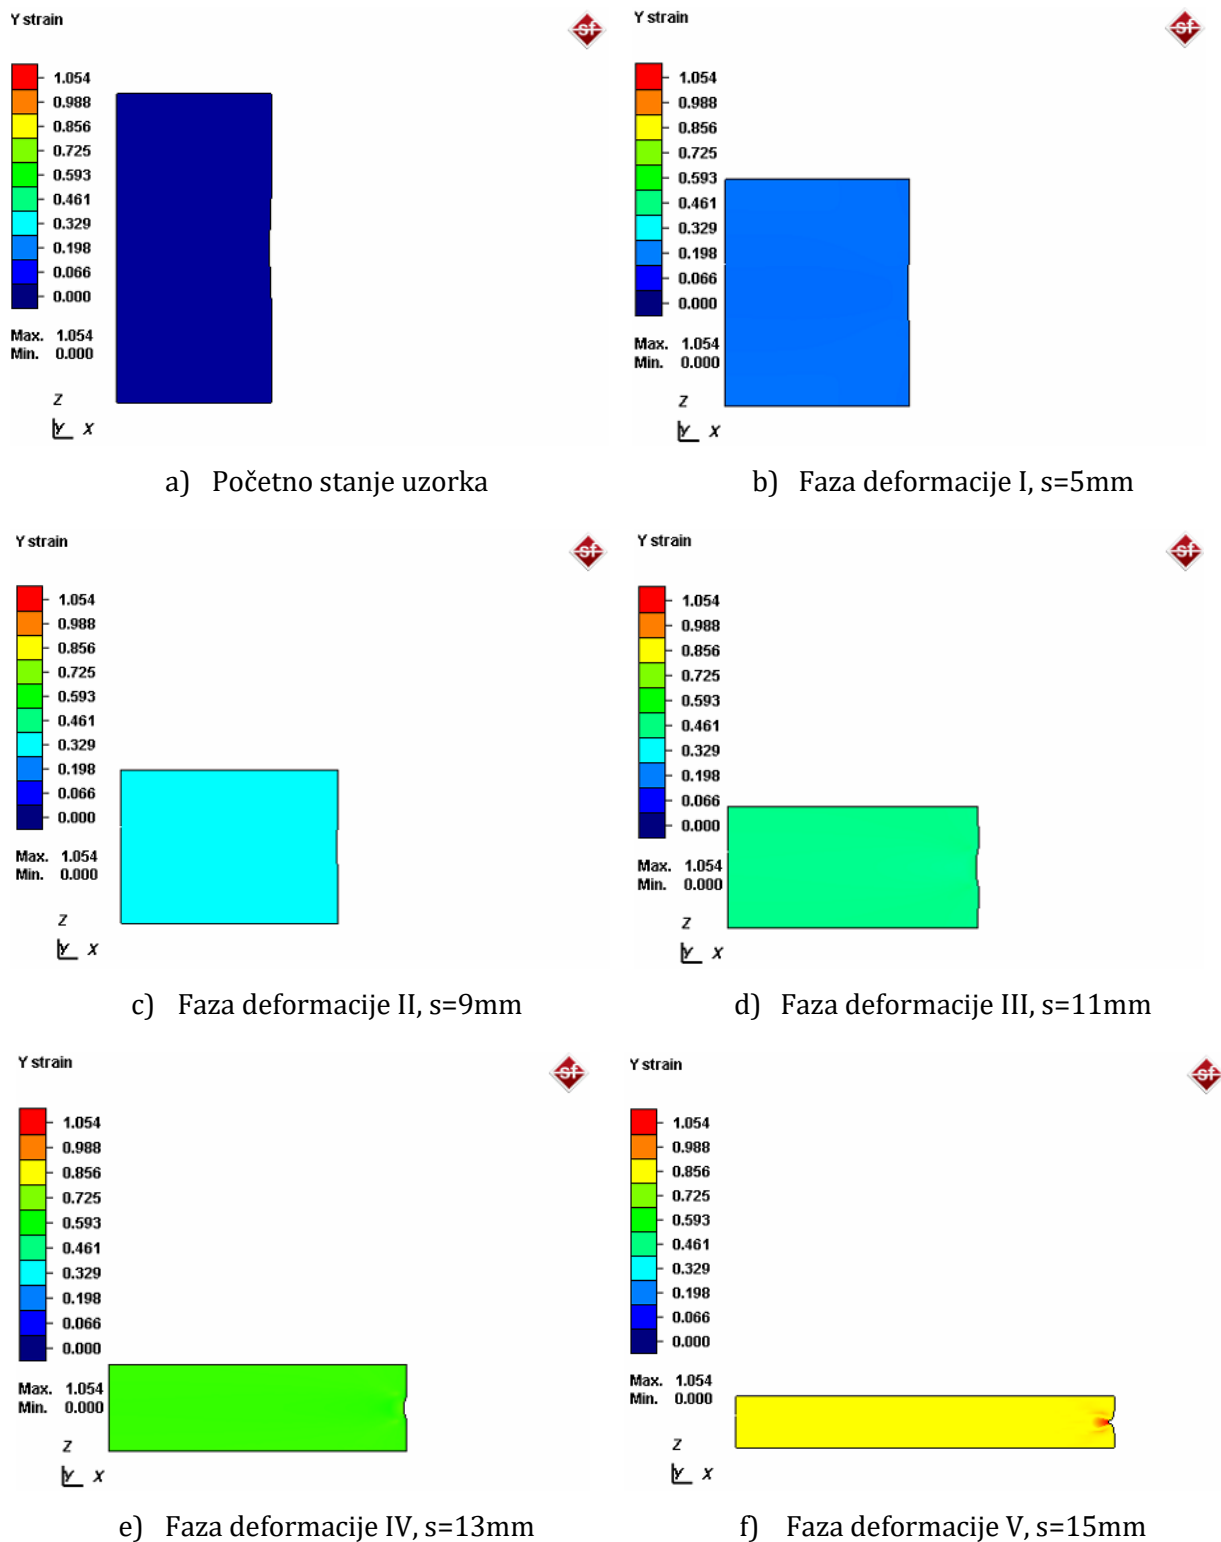 Y strain
sf
1.054
0.988
0.856
0.725
0.593
0.461
0.329
0.198
0.066
0.000
Max. 1.054
Min. 0.000
Z
Y X
a) Početno stanje uzorka
Y strain
sf
1.054
0.988
0.856
0.725
0.593
0.461
0.329
0.198
0.066
0.000
Max. 1.054
Min. 0.000
Z
Y X
b) Faza deformacije I, s=5mm
Y strain
sf
1.054
0.988
0.856
0.725
0.593
0.461
0.329
0.198
0.066
0.000
Max. 1.054
Min. 0.000
Z
Y X
c) Faza deformacije II, s=9mm
Y strain
sf
1.054
0.988
0.856
0.725
0.593
0.461
0.329
0.198
0.066
0.000
Max. 1.054
Min. 0.000
Z
Y X
d) Faza deformacije III, s=11mm
Y strain
sf
1.054
0.988
0.856
0.725
0.593
0.461
0.329
0.198
0.066
0.000
Max. 1.054
Min. 0.000
Z
Y X
e) Faza deformacije IV, s=13mm
Y strain
sf
1.054
0.988
0.856
0.725
0.593
0.461
0.329
0.198
0.066
0.000
Max. 1.054
Min. 0.000
Z
Y X
f) Faza deformacije V, s=15mm